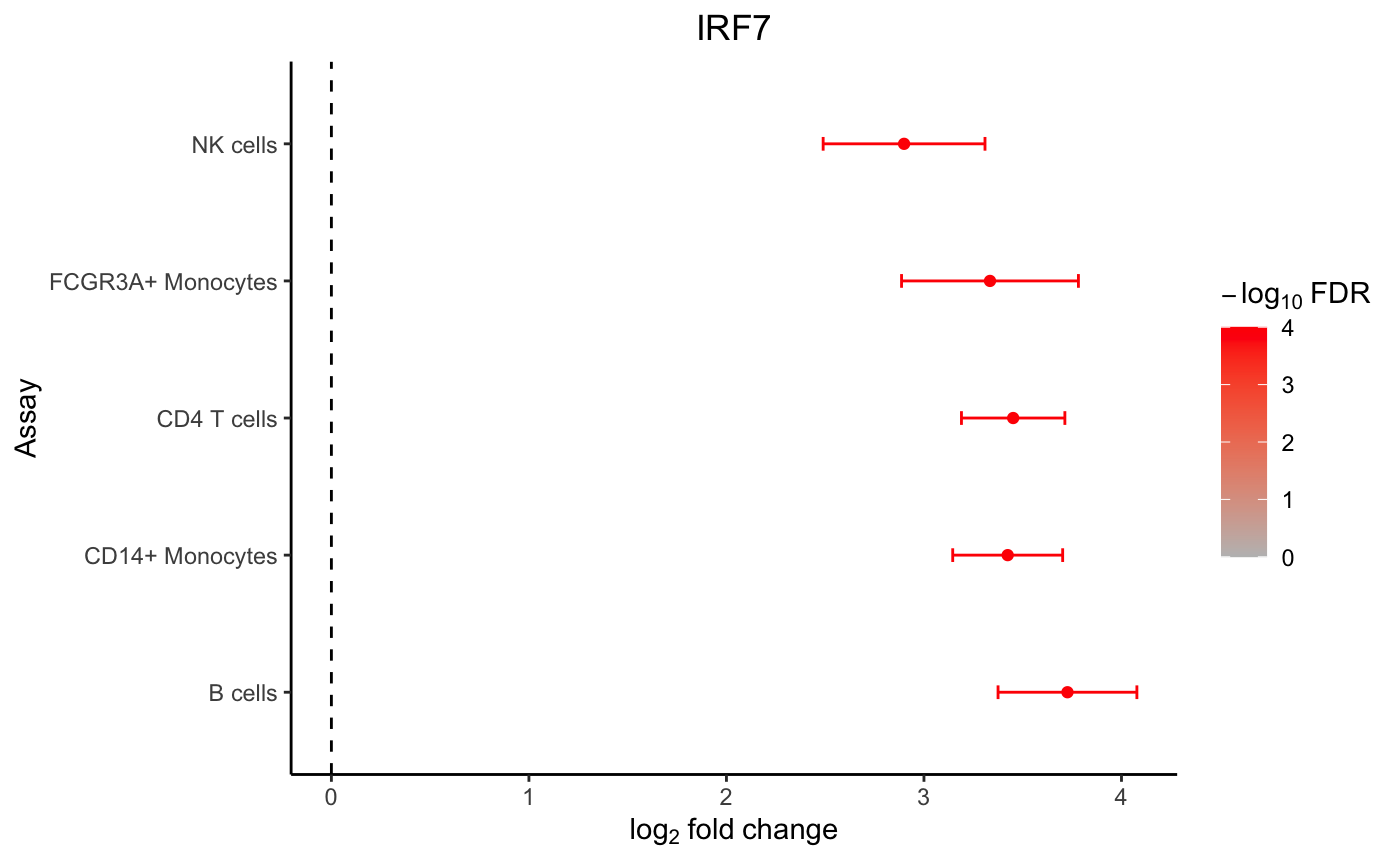 IRF7
NK cells
FCGR3A+ Monocytes
CD4 T cells
CD14+ Monocytes
B cells
Assay
0 1 2 3 4
log₂ fold change
−log₁₀ FDR
4
3
2
1
0